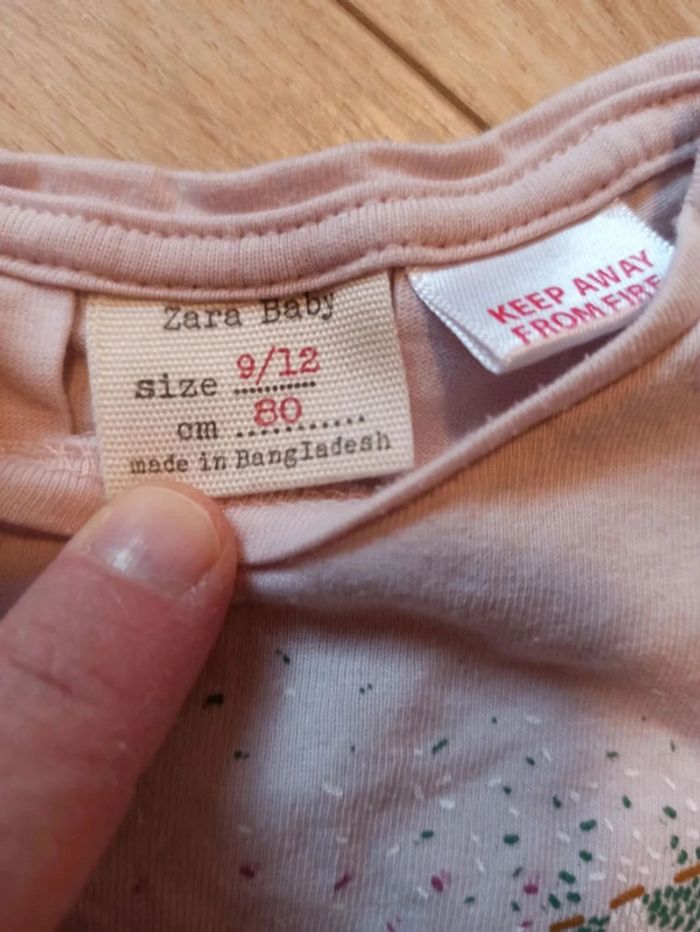 Zara Baby
size 9/12
cm 80
made in Bangladesh
KEEP AWAY
FROM FIRE